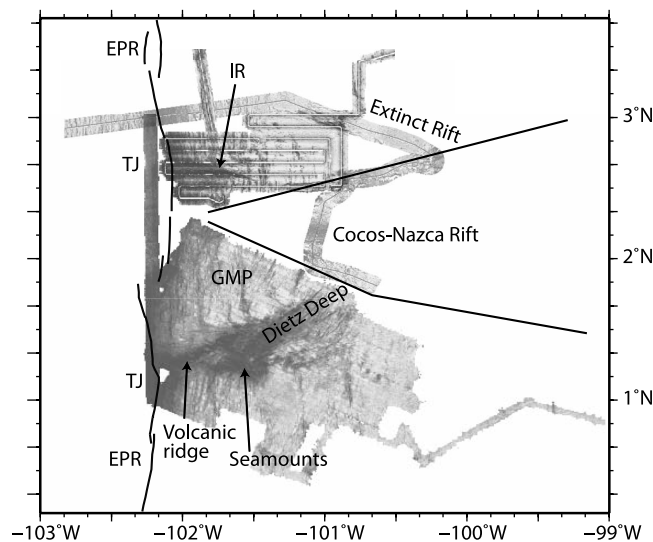 EPR
IR
Extinct Rift
3°N
TJ
Cocos-Nazca Rift
2°N
GMP
Dietz Deep
TJ
1°N
Volcanic
ridge
Seamounts
EPR
−103°W
−102°W
−101°W
−100°W
−99°W